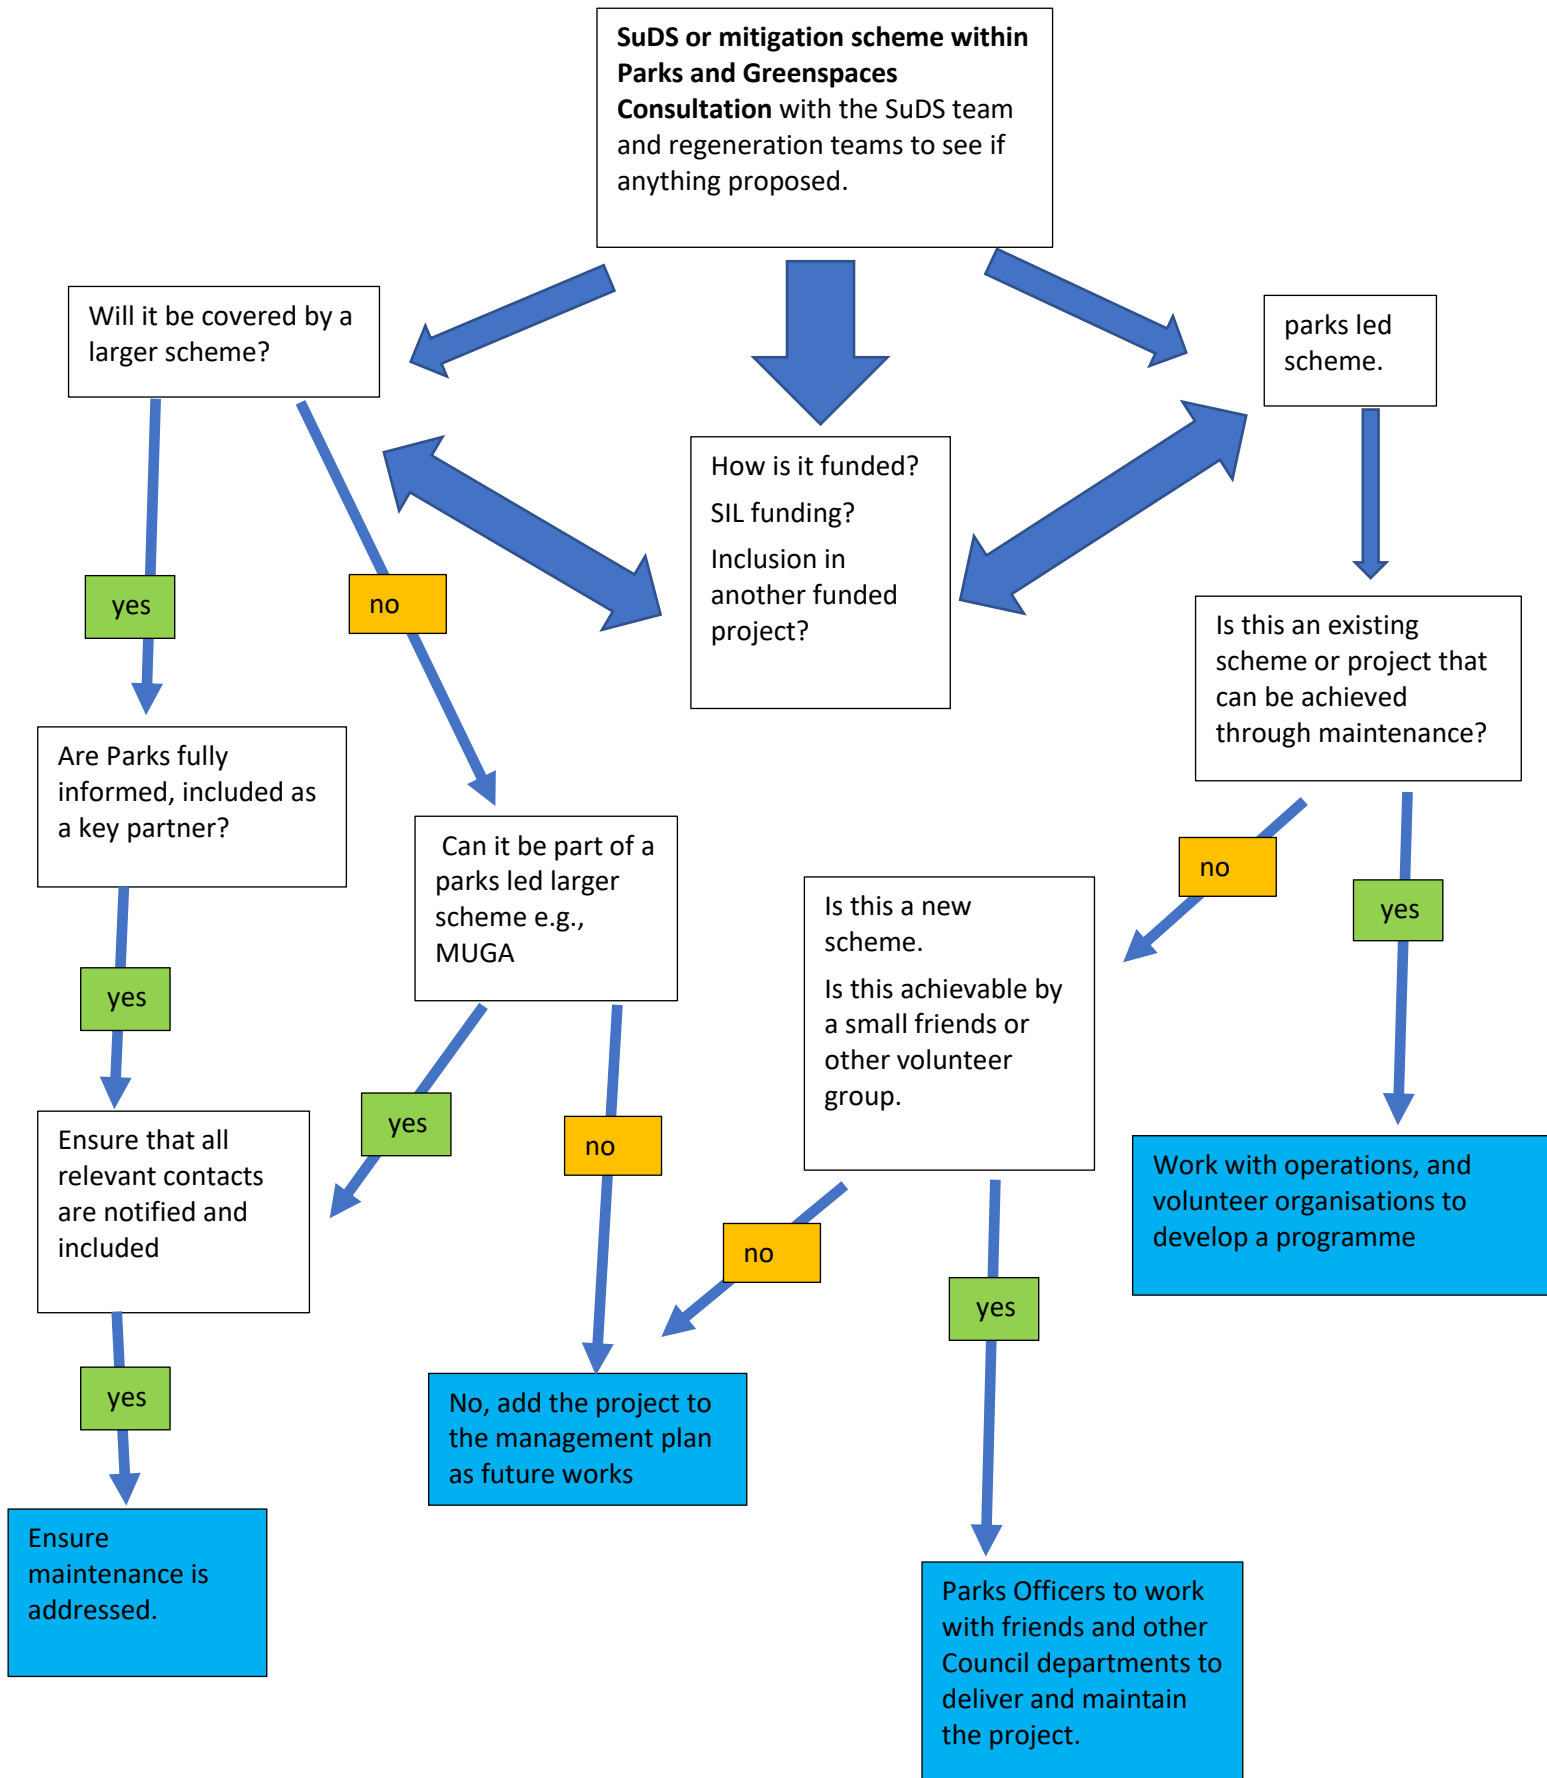 SuDS or mitigation scheme within
Parks and Greenspaces
Consultation with the SuDS team
and regeneration teams to see if
anything proposed.
Will it be covered by a
larger scheme?
parks led
scheme.
How is it funded?
SIL funding?
Inclusion in
another funded
project?
yes
no
Is this an existing
scheme or project that
can be achieved
through maintenance?
Are Parks fully
informed, included as
a key partner?
Can it be part of a
parks led larger
scheme e.g.,
MUGA
no
yes
Is this a new
scheme.
Is this achievable by
a small friends or
other volunteer
group.
yes
Ensure that all
relevant contacts
are notified and
included
yes
no
Work with operations, and
volunteer organisations to
develop a programme
no
yes
yes
No, add the project to
the management plan
as future works
Ensure
maintenance is
addressed.
Parks Officers to work
with friends and other
Council departments to
deliver and maintain
the project.